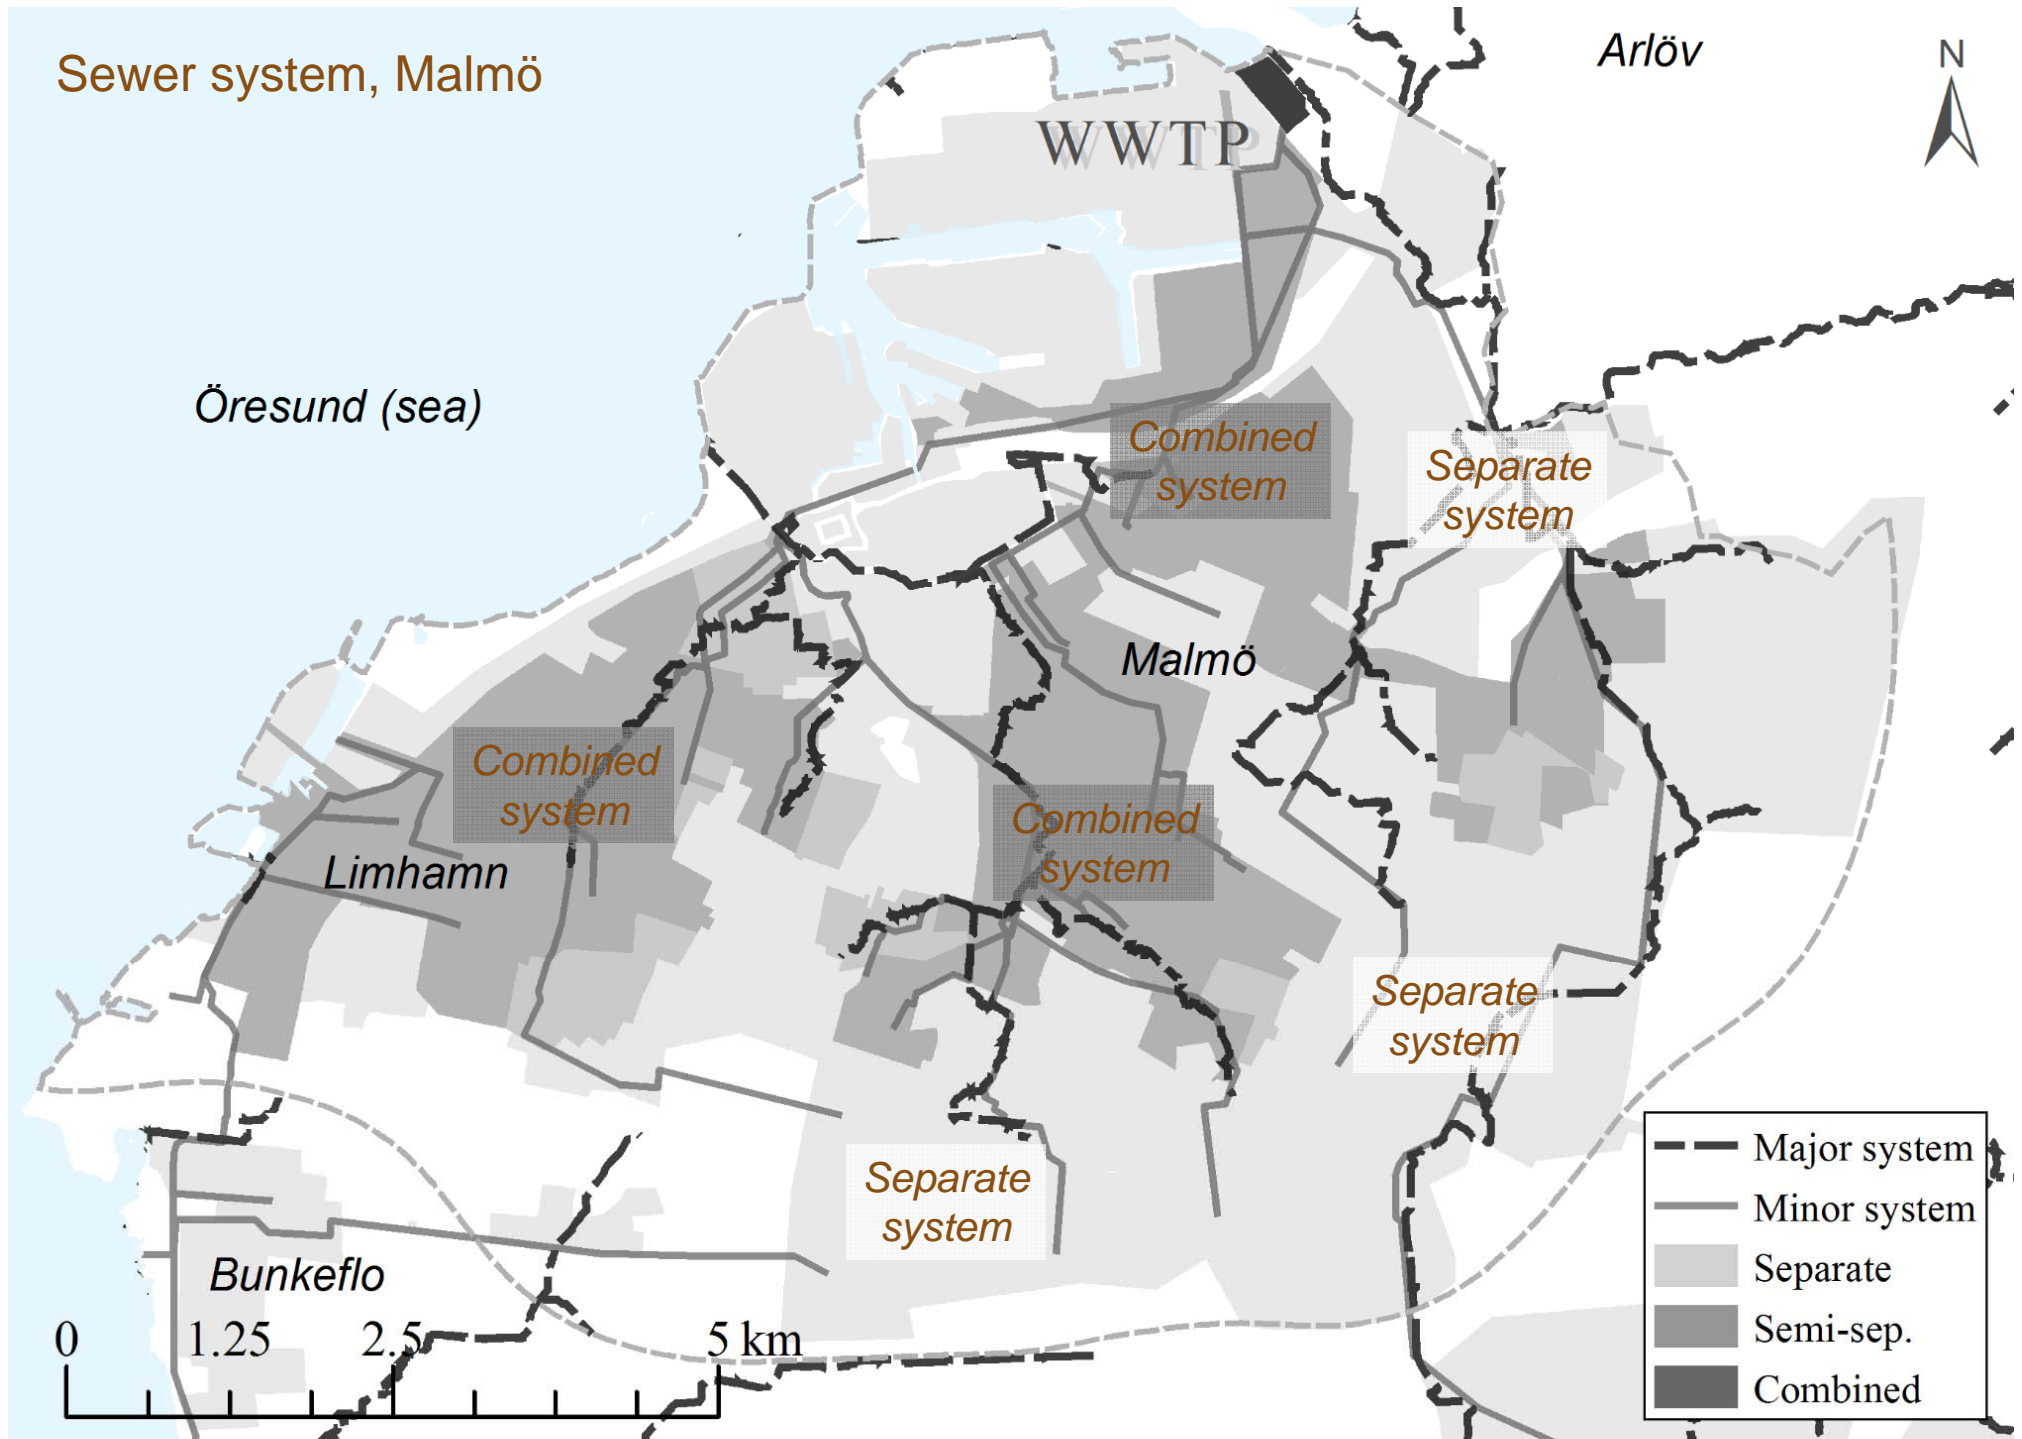 Sewer system, Malmö
Arlöv
N
WWTP
Öresund (sea)
Combined
system
Separate
system
Malmö
Combined
system
Combined
system
Limhamn
Separate
system
Separate
system
Bunkeflo
0 1.25 2.5 5 km
Major system
Minor system
Separate
Semi-sep.
Combined